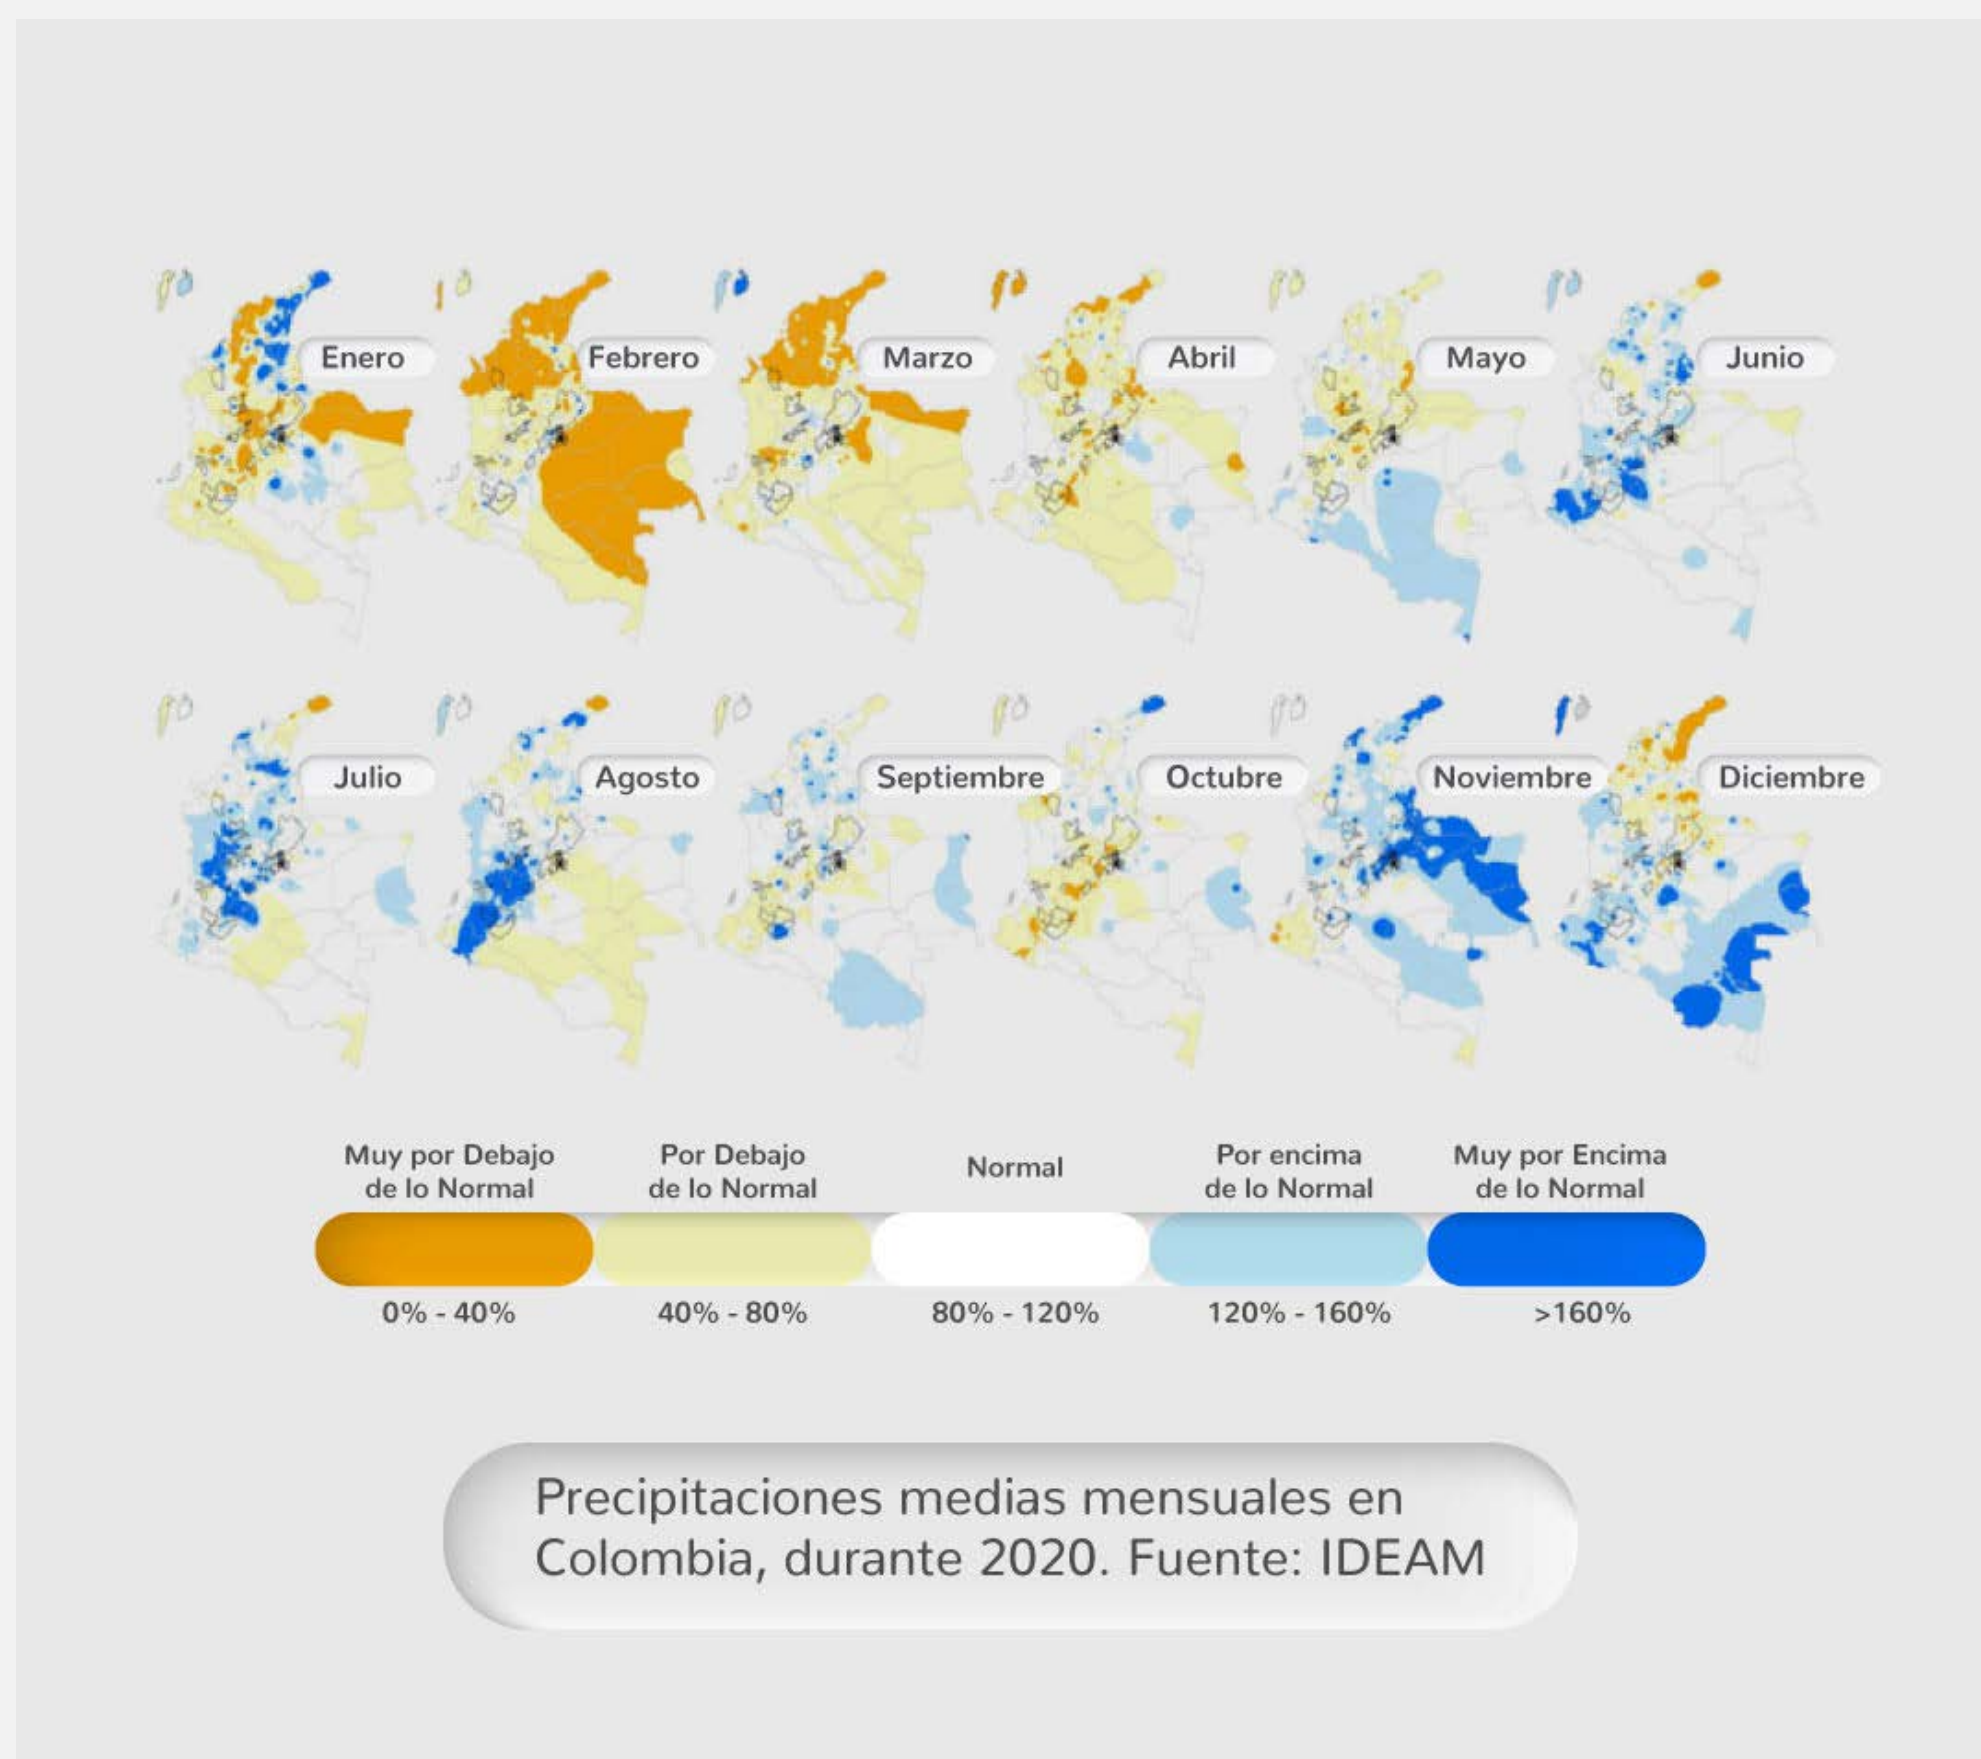 Enero
Febrero
Marzo
Abril
Mayo
Junio
Julio
Agosto
Septiembre
Octubre
Noviembre
Diciembre
Muy por Debajo
de lo Normal
Por Debajo
de lo Normal
Normal
Por encima
de lo Normal
Muy por Encima
de lo Normal
0% - 40%
40% - 80%
80% - 120%
120% - 160%
>160%
Precipitaciones medias mensuales en
Colombia, durante 2020. Fuente: IDEAM